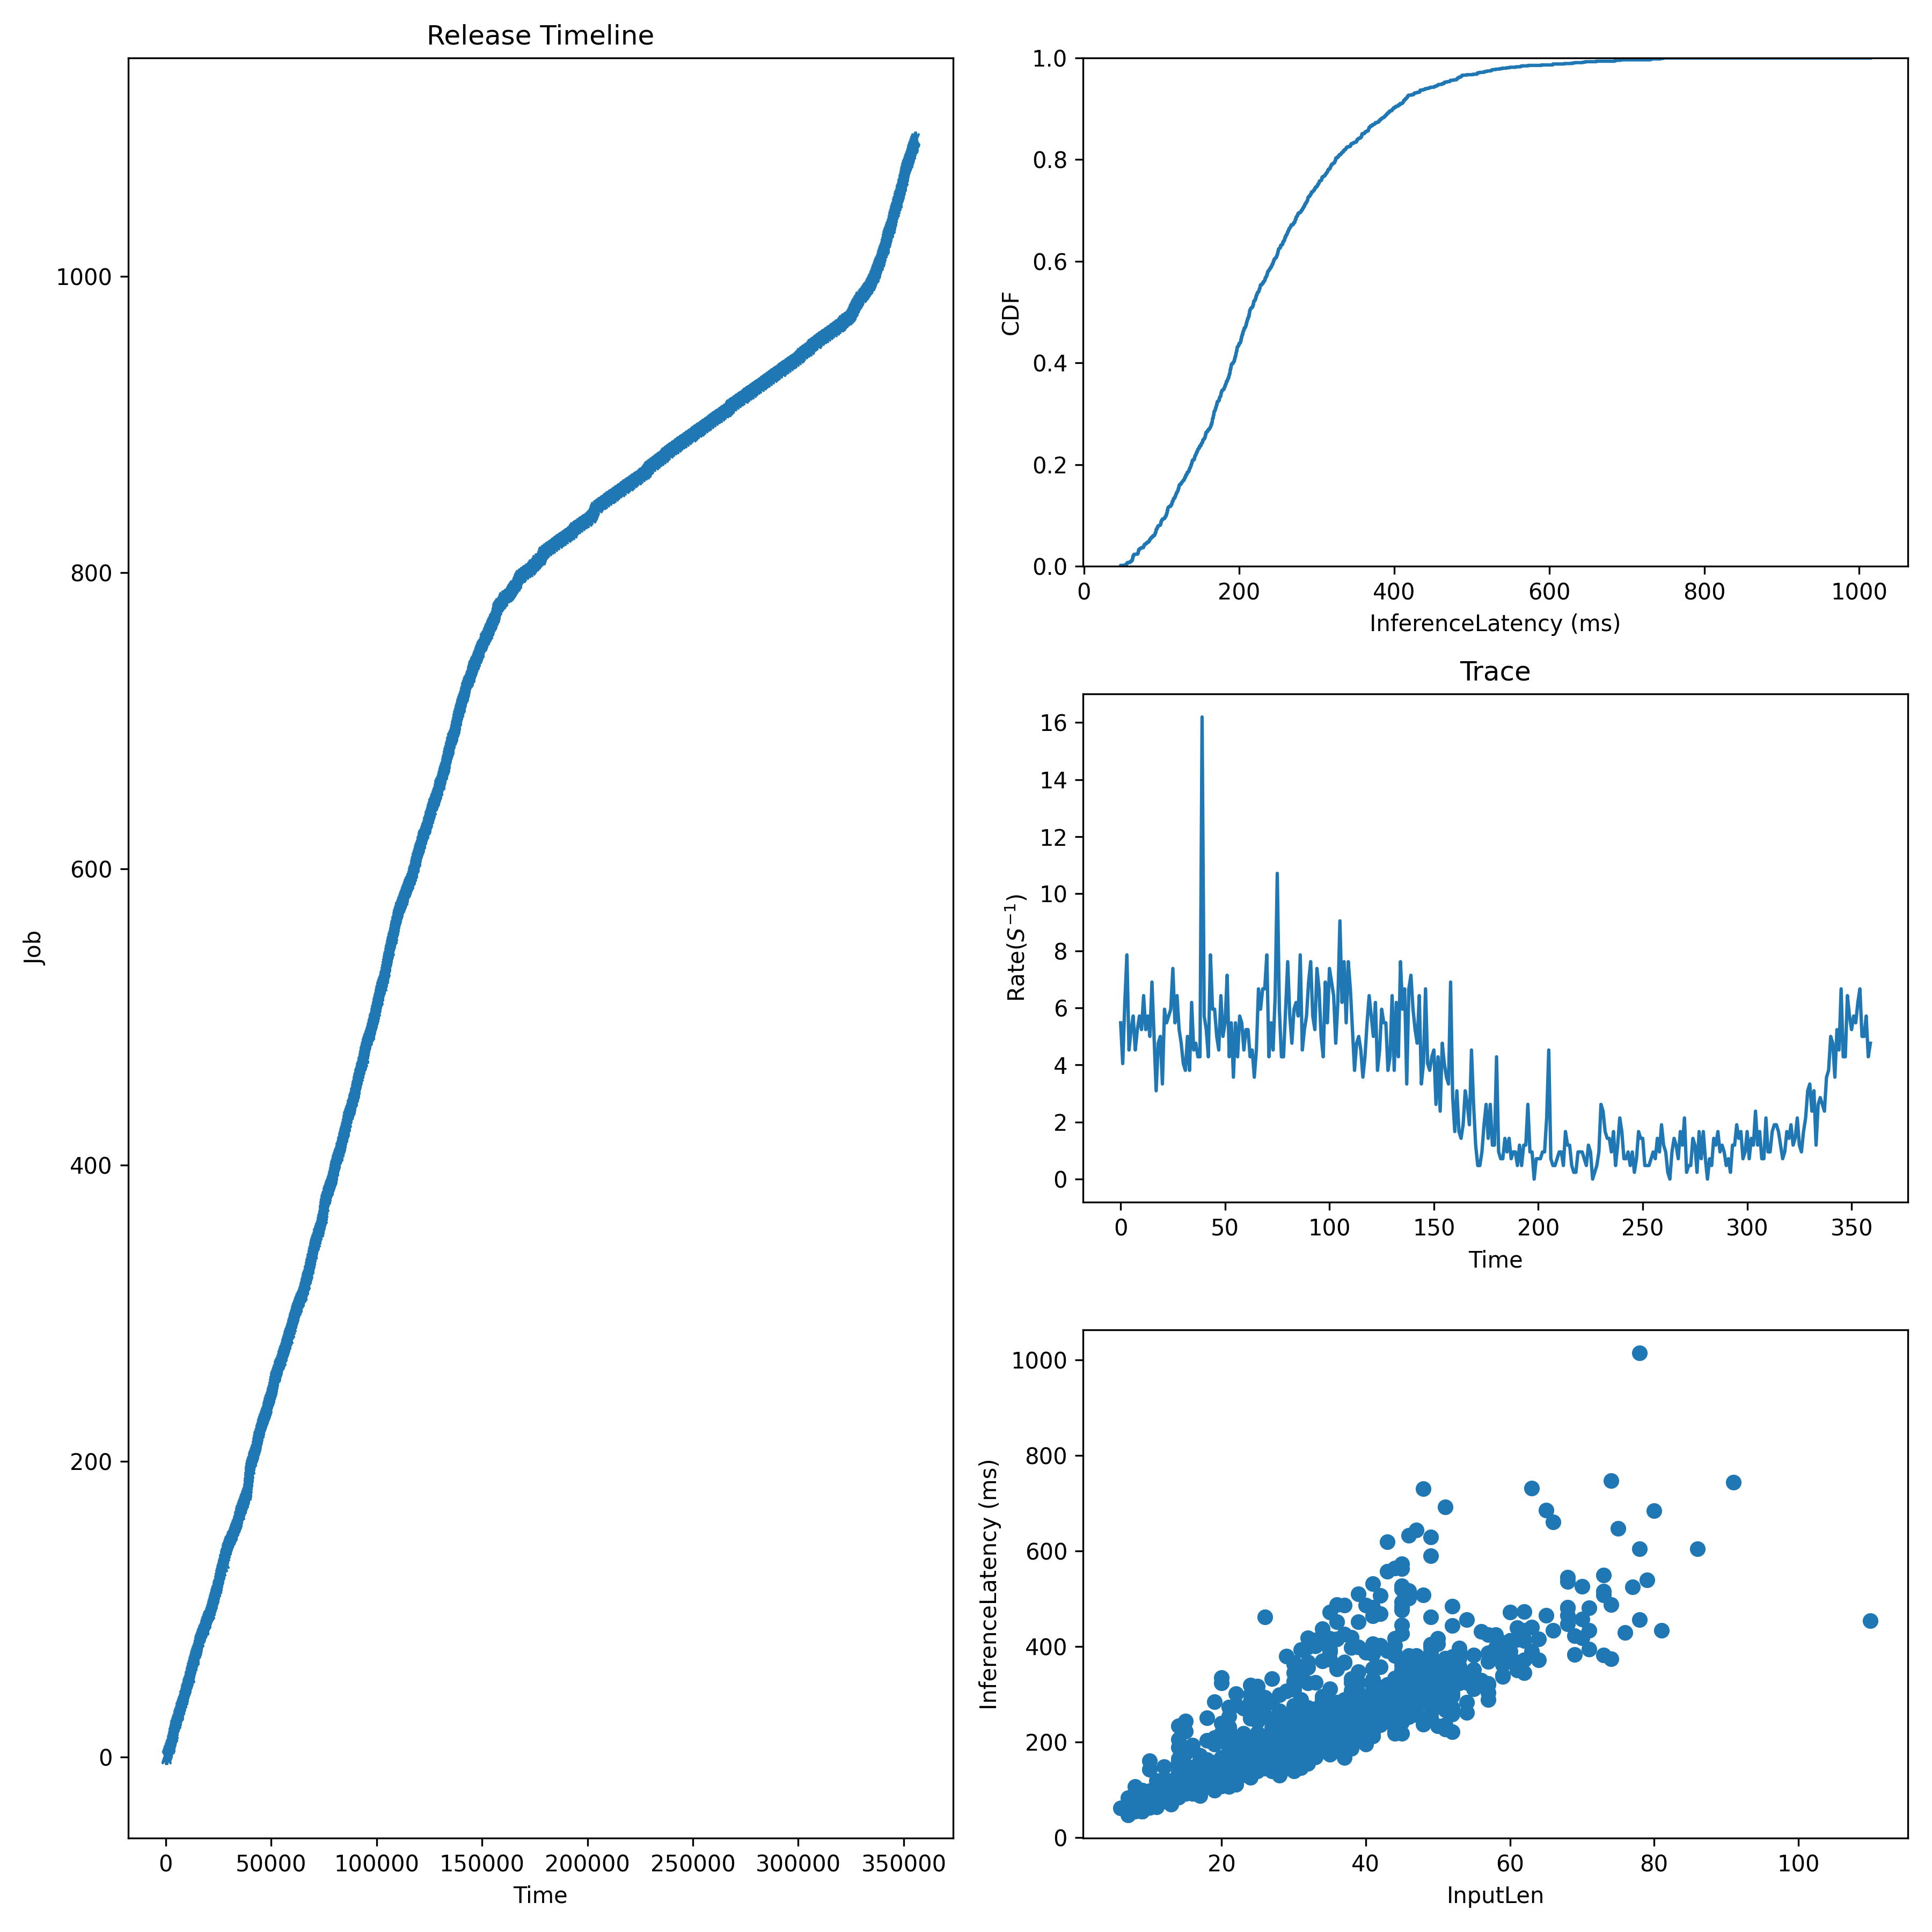 Release Timeline
Job
1000
800
600
400
200
0
0 50000 100000 150000 200000 250000 300000 350000
Time
CDF
1.0
0.8
0.6
0.4
0.2
0.0
0 200 400 600 800 1000
InferenceLatency (ms)
Trace
Rate(S⁻¹)
16
14
12
10
8
6
4
2
0
0 50 100 150 200 250 300 350
Time
InferenceLatency (ms)
1000
800
600
400
200
0
20 40 60 80 100
InputLen